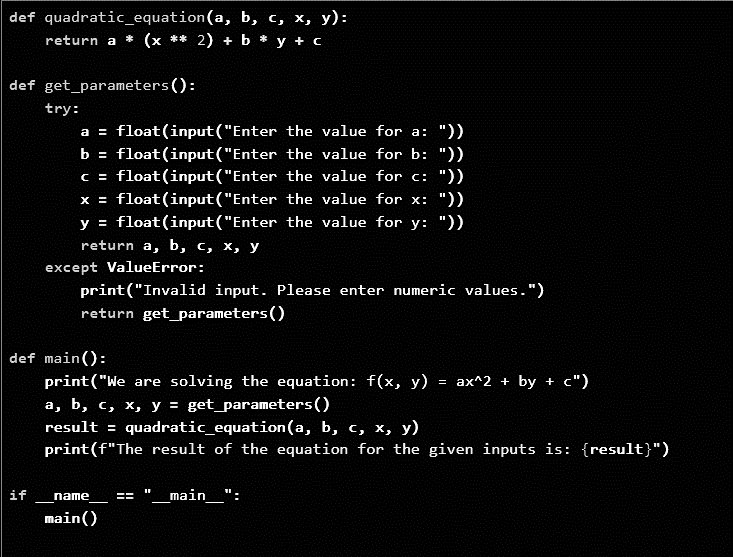 def quadratic_equation(a, b, c, x, y):
    return a * (x ** 2) + b * y + c

def get_parameters():
    try:
        a = float(input("Enter the value for a: "))
        b = float(input("Enter the value for b: "))
        c = float(input("Enter the value for c: "))
        x = float(input("Enter the value for x: "))
        y = float(input("Enter the value for y: "))
        return a, b, c, x, y
    except ValueError:
        print("Invalid input. Please enter numeric values.")
        return get_parameters()

def main():
    print("We are solving the equation: f(x, y) = ax^2 + by + c")
    a, b, c, x, y = get_parameters()
    result = quadratic_equation(a, b, c, x, y)
    print(f"The result of the equation for the given inputs is: {result}")

if __name__ == "__main__":
    main()